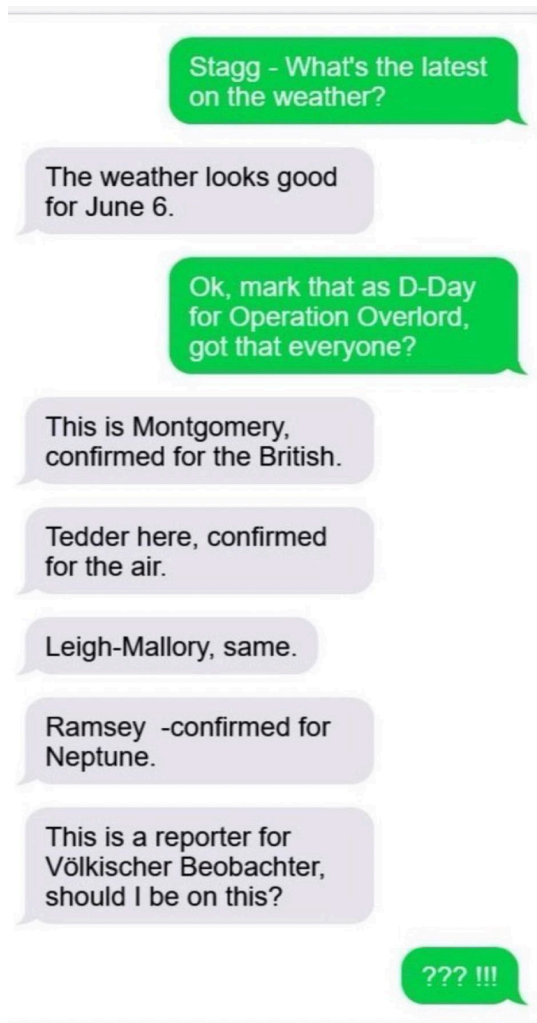 Stagg - What's the latest
on the weather?
The weather looks good
for June 6.
Ok, mark that as D-Day
for Operation Overlord,
got that everyone?
This is Montgomery,
confirmed for the British.
Tedder here, confirmed
for the air.
Leigh-Mallory, same.
Ramsey  -confirmed for
Neptune.
This is a reporter for
Völkischer Beobachter,
should I be on this?
??? !!!